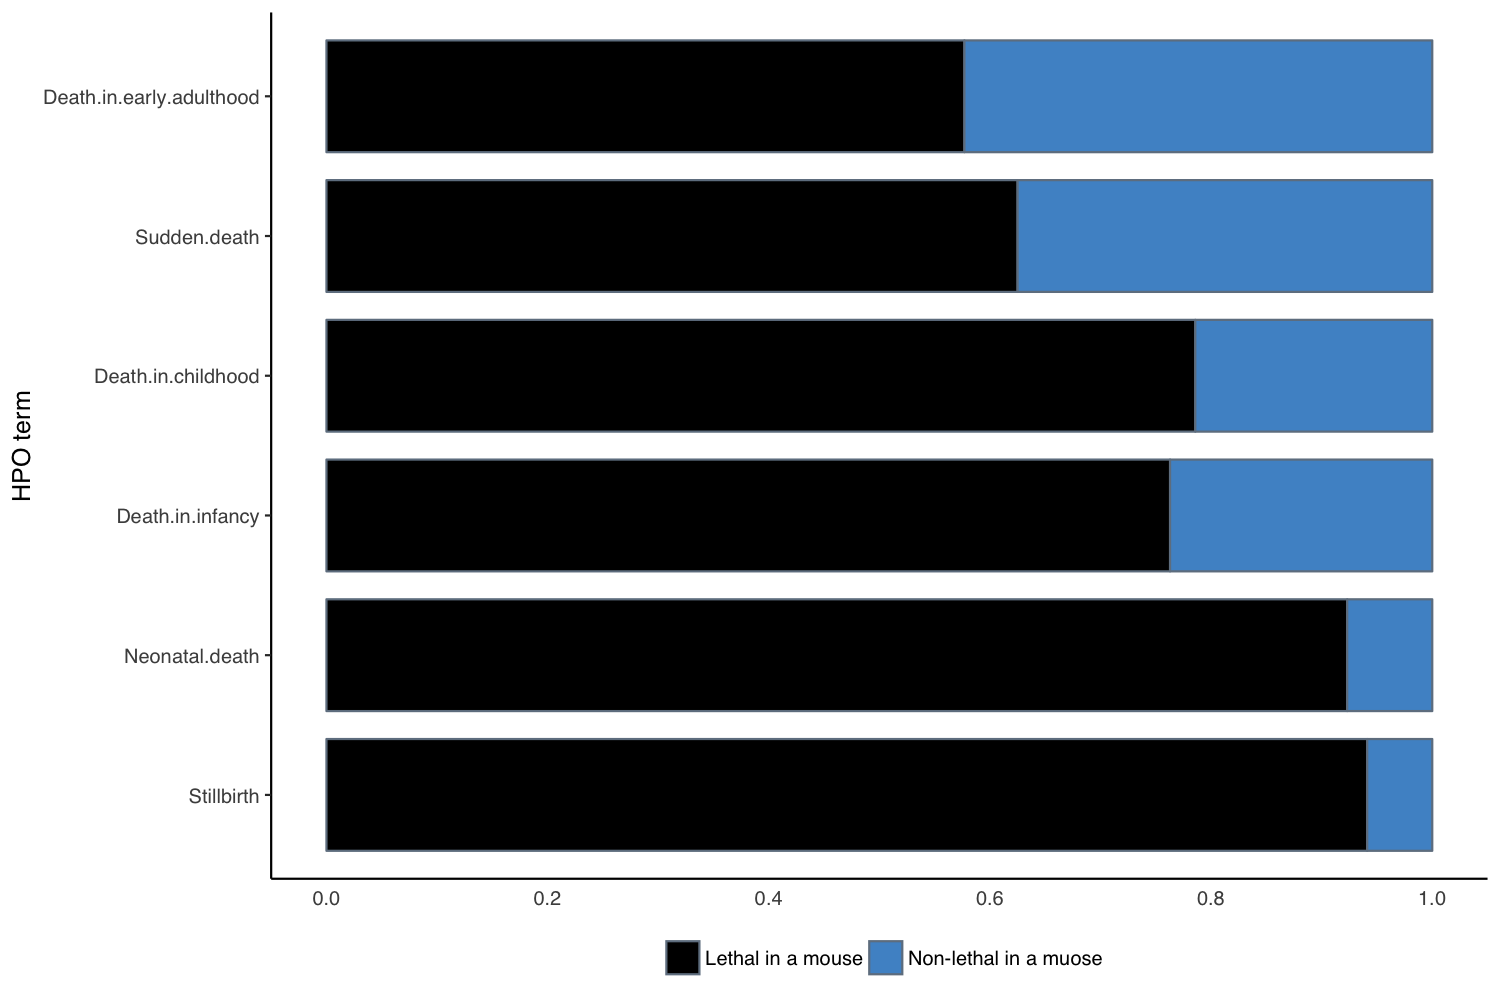 HPO term
Death.in.early.adulthood
Sudden.death
Death.in.childhood
Death.in.infancy
Neonatal.death
Stillbirth
0.0 0.2 0.4 0.6 0.8 1.0
Lethal in a mouse Non-lethal in a muose